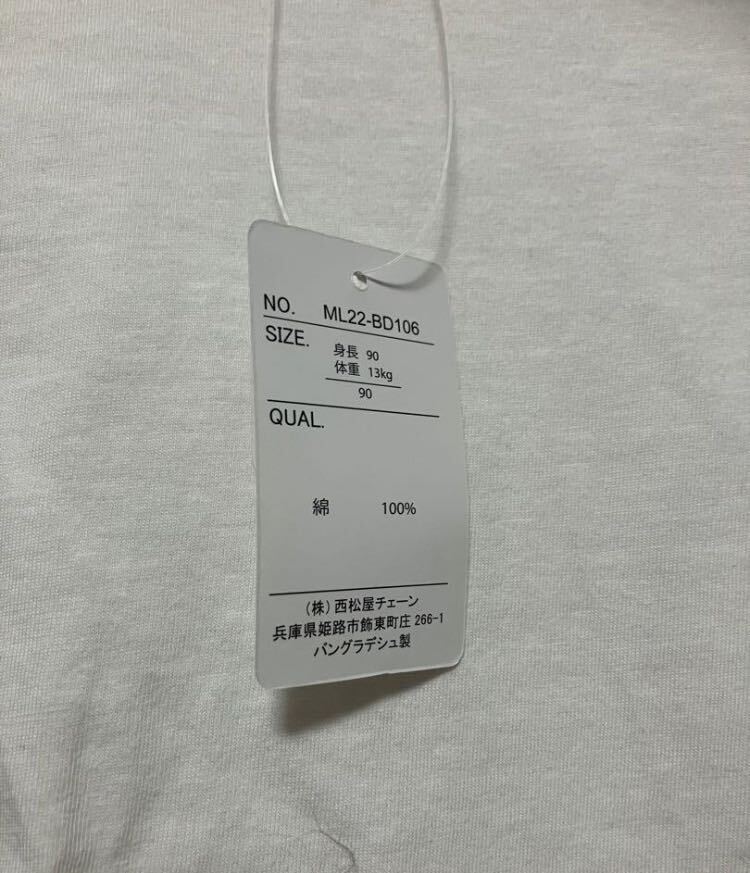 NO. ML22-BD106
SIZE. 身長 90
体重 13kg
90
QUAL.
綿 100%
(株)西松屋チェーン
兵庫県姫路市飾東町庄 266-1
バングラデシュ製